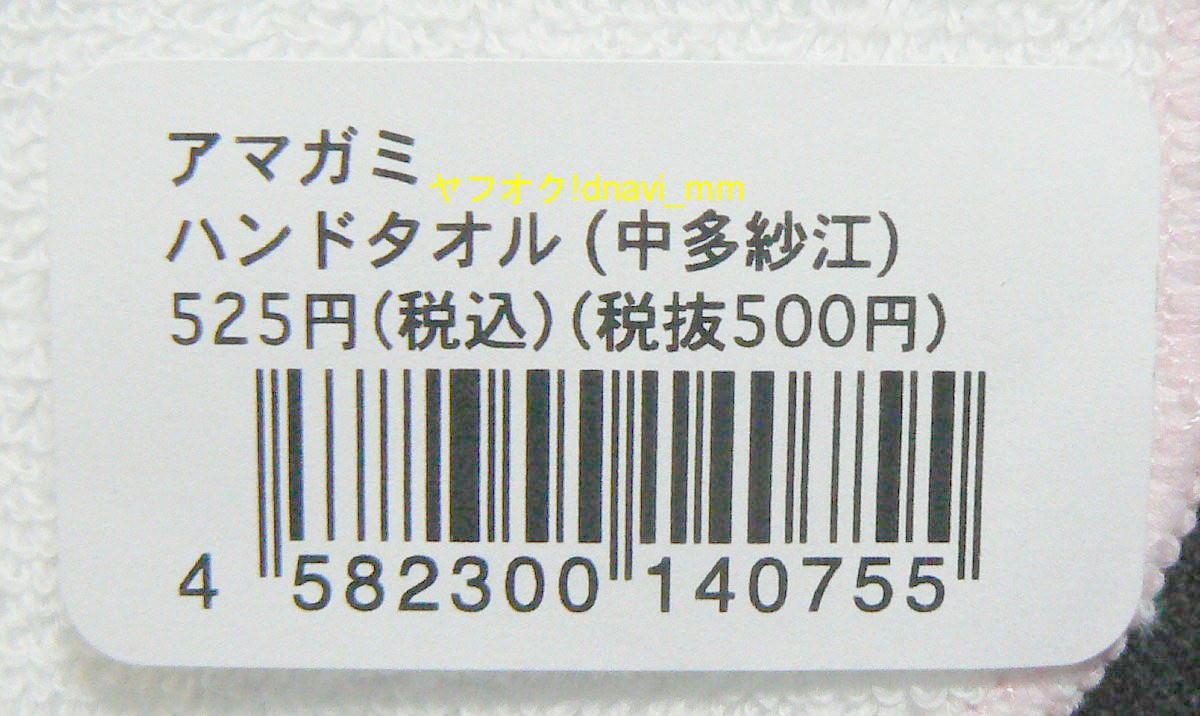 アマガミ
ヤフオク!dnavi_mm
ハンドタオル(中多紗江)
525円(税込)(税抜500円)
4 582300 140755